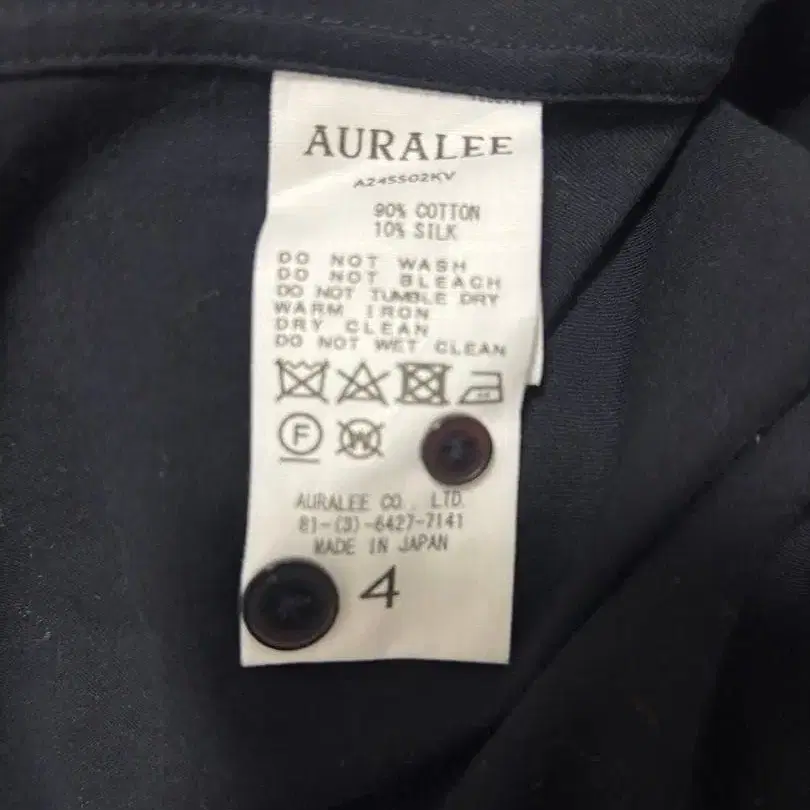 AURALEE
A24SS02KV
90% COTTON
10% SILK
DO NOT WASH
DO NOT BLEACH
DO NOT TUMBLE DRY
WARM IRON
DRY CLEAN
DO NOT WET CLEAN
F W
AURALEE CO., LTD.
81-(3)-6427-7141
MADE IN JAPAN
4